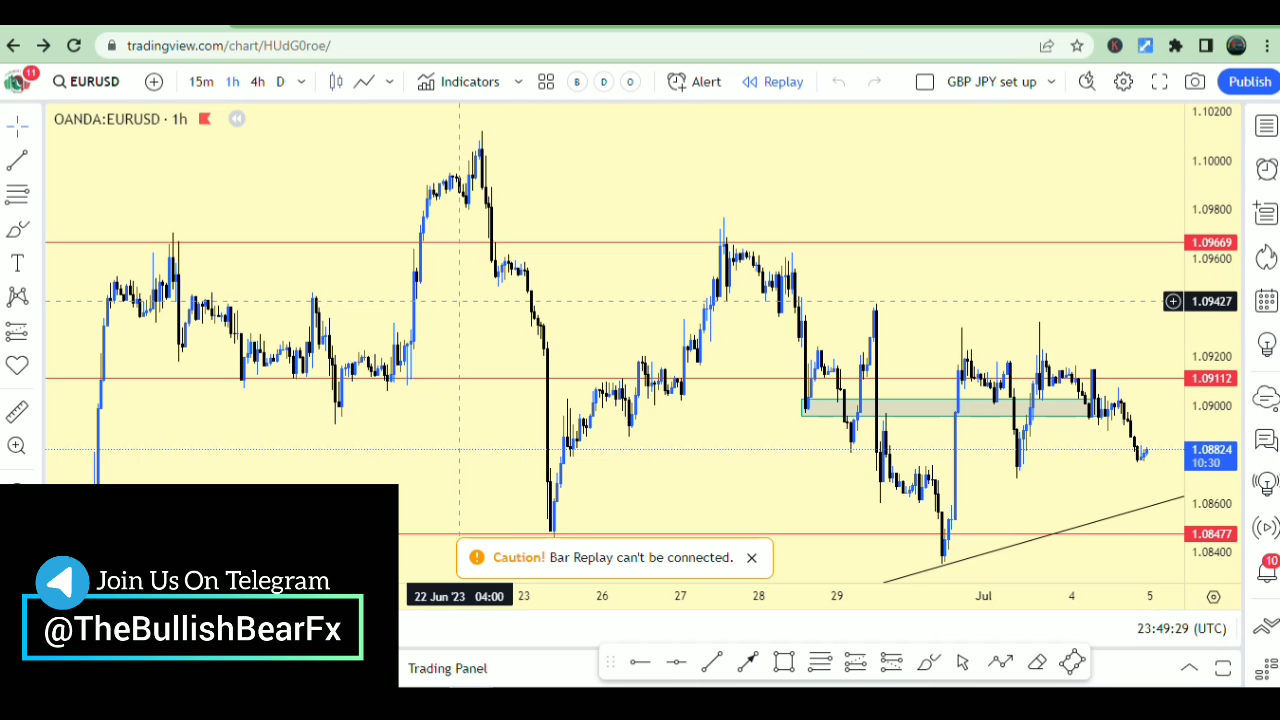 tradingview.com/chart/HUdG0roe/
11
EURUSD
15m 1h 4h D
Indicators
B D O
Alert
Replay
GBP JPY set up
Publish
OANDA:EURUSD · 1h
1.10200
1.10000
1.09800
1.09669
1.09600
1.09427
1.09200
1.09112
1.09000
1.08824
10:30
1.08600
1.08477
1.08400
Caution! Bar Replay can't be connected.
22 Jun '23 04:00 23 26 27 28 29 Jul 4 5
10
23:49:29 (UTC)
Trading Panel
Join Us On Telegram
@TheBullishBearFx